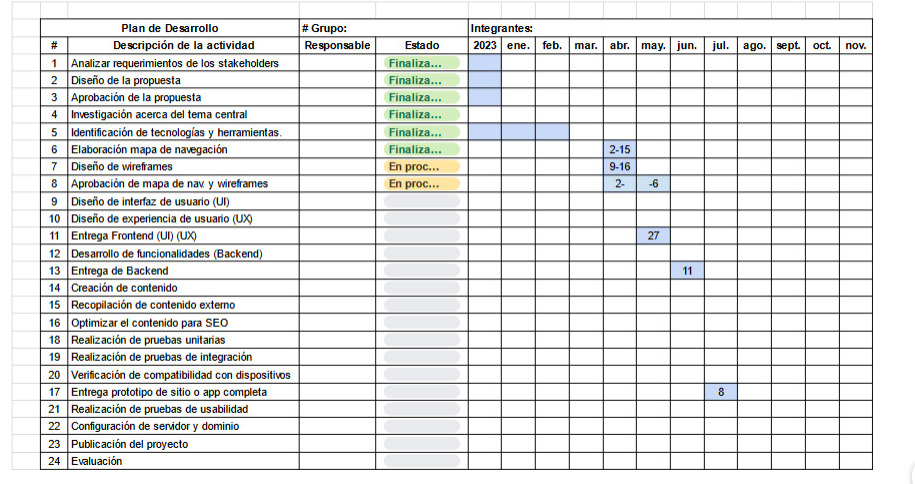 Plan de Desarrollo # Grupo: Integrantes:
# Descripción de la actividad Responsable Estado 2023 ene. feb. mar. abr. may. jun. jul. ago. sept. oct. nov.
1 Analizar requerimientos de los stakeholders Finaliza...
2 Diseño de la propuesta Finaliza...
3 Aprobación de la propuesta Finaliza...
4 Investigación acerca del tema central Finaliza...
5 Identificación de tecnologías y herramientas. Finaliza...
6 Elaboración mapa de navegación Finaliza... 2-15
7 Diseño de wireframes En proc... 9-16
8 Aprobación de mapa de nav. y wireframes En proc... 2- -6
9 Diseño de interfaz de usuario (UI)
10 Diseño de experiencia de usuario (UX)
11 Entrega Frontend (UI) (UX) 27
12 Desarrollo de funcionalidades (Backend)
13 Entrega de Backend 11
14 Creación de contenido
15 Recopilación de contenido externo
16 Optimizar el contenido para SEO
18 Realización de pruebas unitarias
19 Realización de pruebas de integración
20 Verificación de compatibilidad con dispositivos
17 Entrega prototipo de sitio o app completa 8
21 Realización de pruebas de usabilidad
22 Configuración de servidor y dominio
23 Publicación del proyecto
24 Evaluación